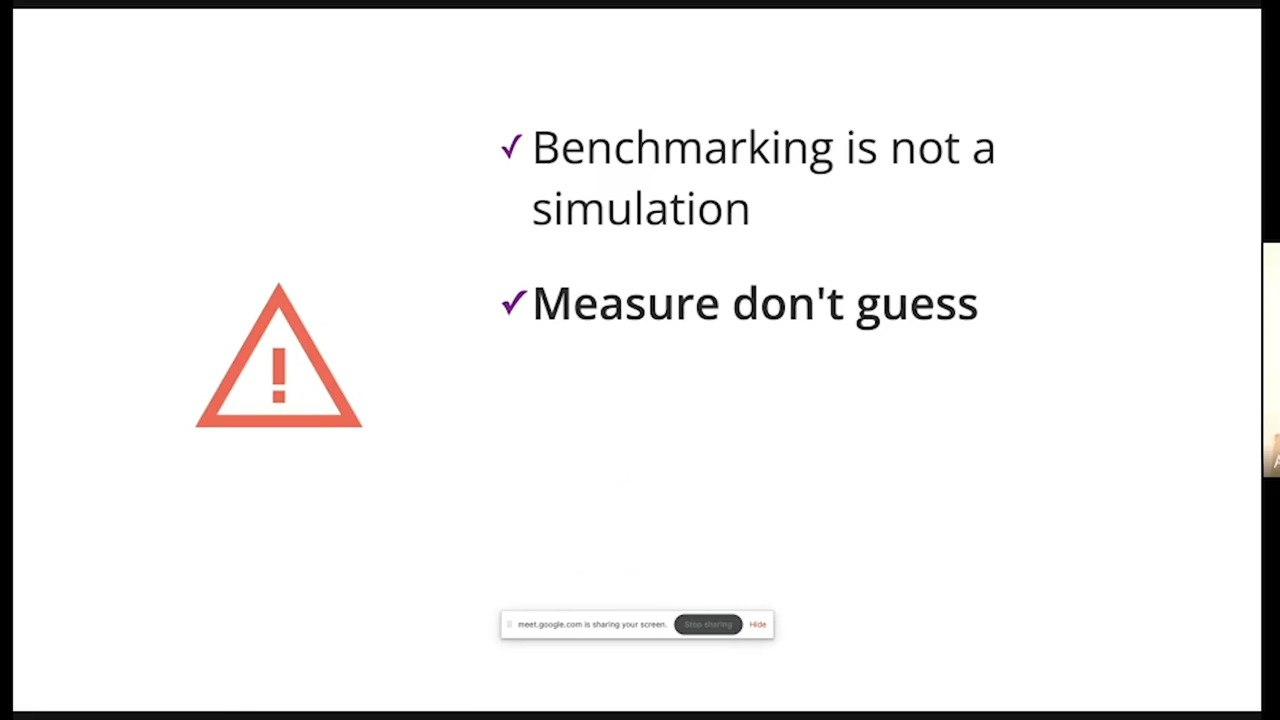 ✓ Benchmarking is not a
simulation
✓ Measure don't guess
meet.google.com is sharing your screen. Stop sharing Hide